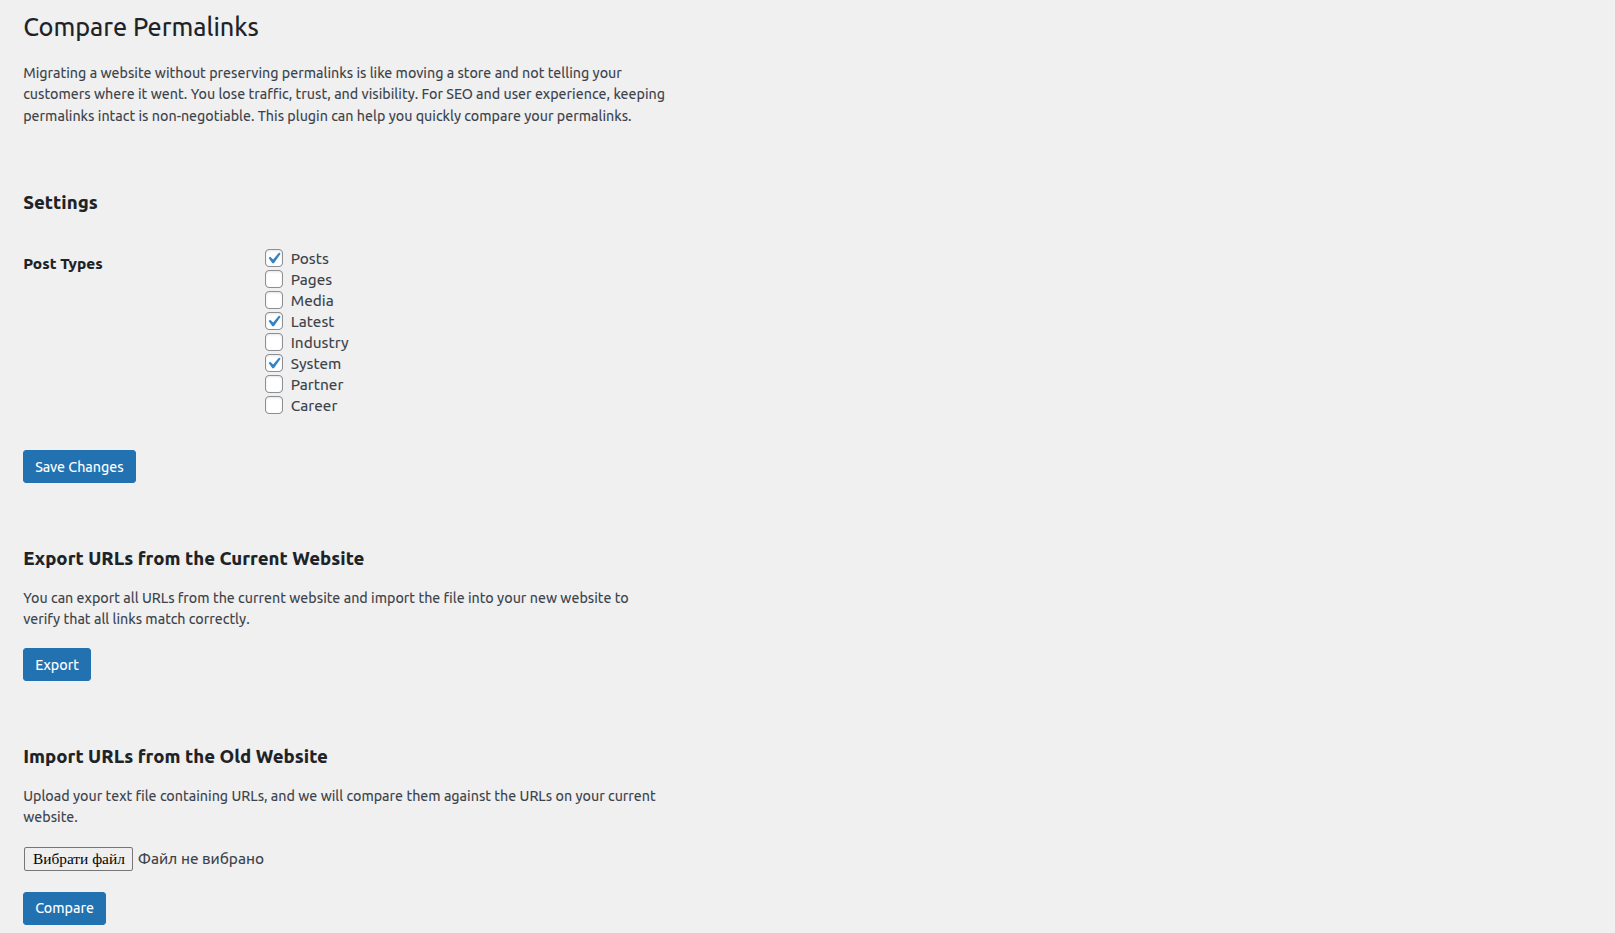 Compare Permalinks
Migrating a website without preserving permalinks is like moving a store and not telling your
customers where it went. You lose traffic, trust, and visibility. For SEO and user experience, keeping
permalinks intact is non-negotiable. This plugin can help you quickly compare your permalinks.
Settings
Post Types
Posts
Pages
Media
Latest
Industry
System
Partner
Career
Save Changes
Export URLs from the Current Website
You can export all URLs from the current website and import the file into your new website to
verify that all links match correctly.
Export
Import URLs from the Old Website
Upload your text file containing URLs, and we will compare them against the URLs on your current
website.
Вибрати файл Файл не вибрано
Compare